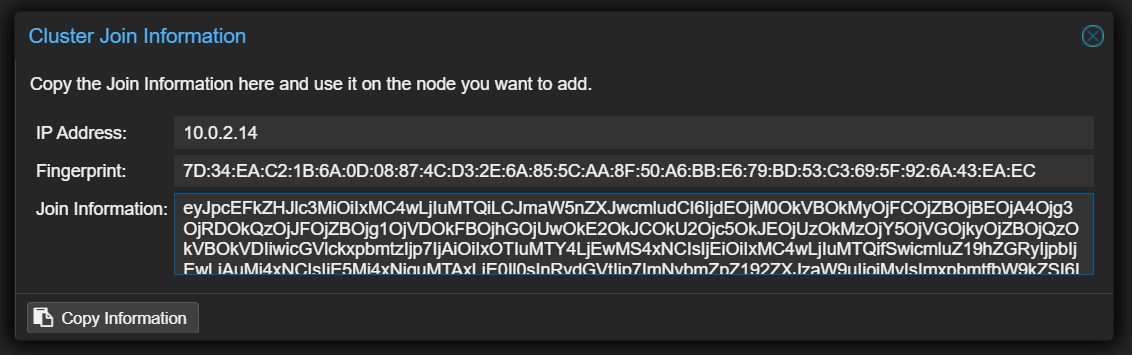 Cluster Join Information
Copy the Join Information here and use it on the node you want to add.
IP Address: 10.0.2.14
Fingerprint: 7D:34:EA:C2:1B:6A:0D:08:87:4C:D3:2E:6A:85:5C:AA:8F:50:A6:BB:E6:79:BD:53:C3:69:5F:92:6A:43:EA:EC
Join Information: eyJpcEFkZHJlc3MiOiIxMC4wLjIuMTQiLCJmaW5nZXJwcmludCI6IjdEOjM0OkVBOkMyOjFCOjZBOjBEOjA4Ojg3
OjRDOkQzOjJFOjZBOjg1OjVDOkFBOjhGOjUwOkE2OkJCOkU2Ojc5OkJEOjUzOkMzOjY5OjVGOjkyOjZBOjQzO
kVBOkVDIiwicGVlckxpbmtzIjp7IjAiOiIxOTIuMTY4LjEwMS4xNCIsIjEiOiIxMC4wLjIuMTQifSwicmluZ19hZGRyIjpbIj
EwLjAuMi4xNCIsIjE5Mi4xNjguMTAxLjE0Il0sInRvdGVtIjp7ImNvbmZpZ192ZXJzaW9uIjoiMyIsImxpbmtfbW9kZSI6I
Copy Information